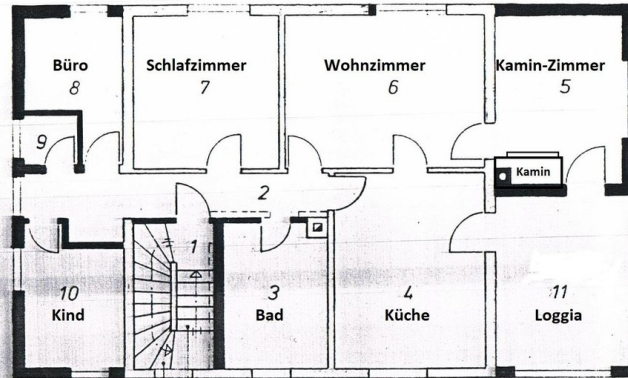 Büro
8
Schlafzimmer
7
Wohnzimmer
6
Kamin-Zimmer
5
9
Kamin
2
1
10
Kind
3
Bad
4
Küche
11
Loggia